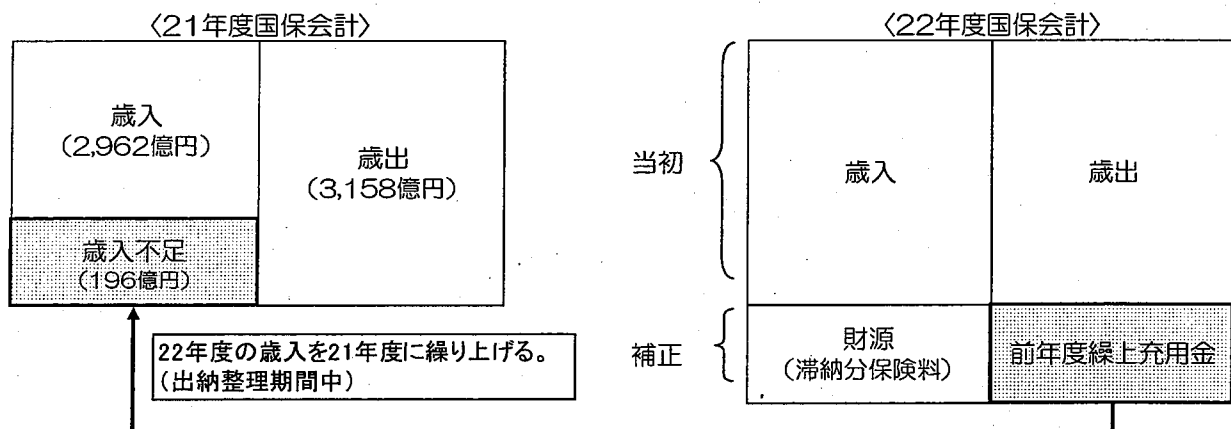 〈21年度国保会計〉
歳入
(2,962億円)
歳出
(3,158億円)
歳入不足
(196億円)
22年度の歳入を21年度に繰り上げる。
(出納整理期間中)
〈22年度国保会計〉
当初
歳入
歳出
補正
財源
(滞納分保険料)
前年度繰上充用金